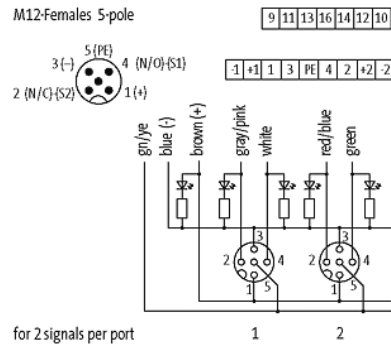 M12-Females 5-pole
9 11 13 16 14 12 10
5 (PE)
3 (–) 4 (N/O)-(S1)
2 (N/C)-(S2) 1 (+)
-1 +1 1 3 PE 4 2 +2 -2
gn/ye
blue (-)
brown (+)
gray/pink
white
red/blue
green
3 3
2 4 2 4
1 5 1 5
for 2 signals per port 1 2